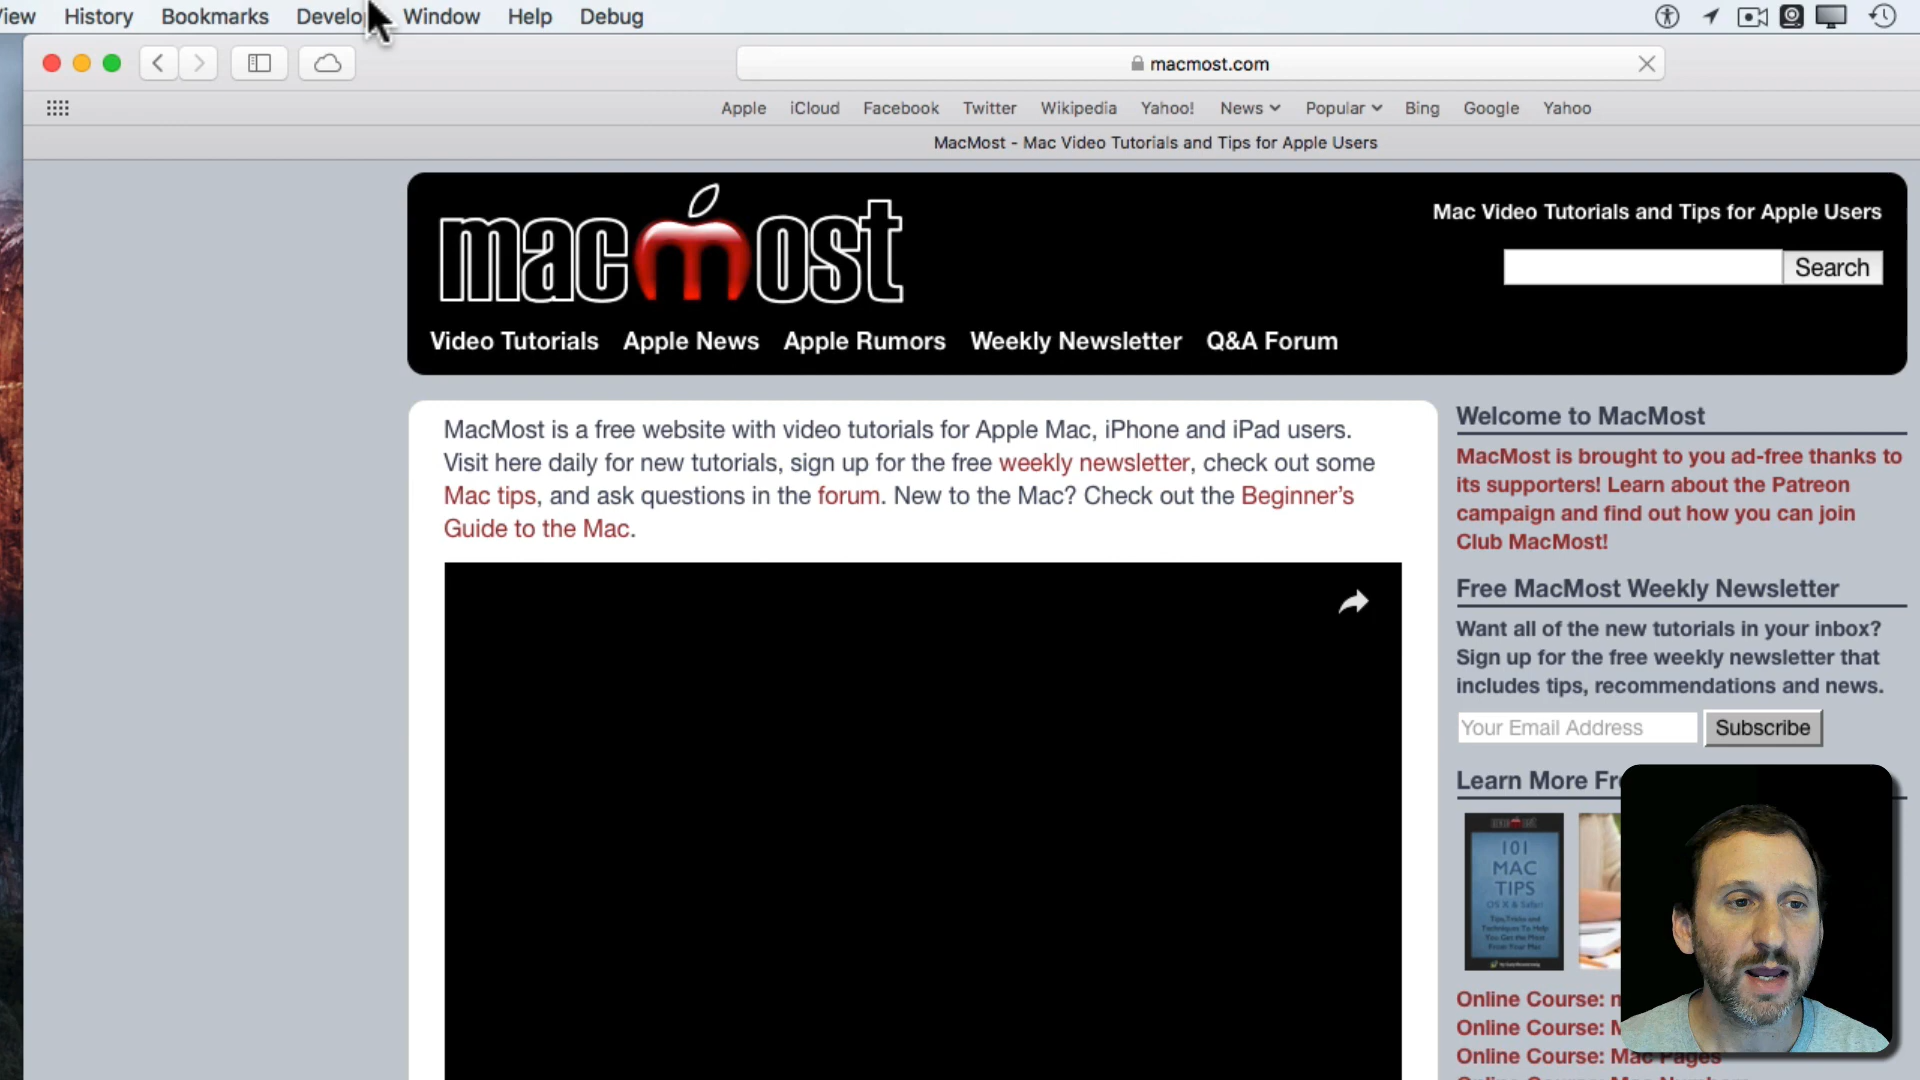 iew History Bookmarks Develo Window Help Debug
macmost.com
Apple iCloud Facebook Twitter Wikipedia Yahoo! News Popular Bing Google Yahoo
MacMost - Mac Video Tutorials and Tips for Apple Users
macmost
Mac Video Tutorials and Tips for Apple Users
Search
Video Tutorials Apple News Apple Rumors Weekly Newsletter Q&A Forum
MacMost is a free website with video tutorials for Apple Mac, iPhone and iPad users.
Visit here daily for new tutorials, sign up for the free weekly newsletter, check out some
Mac tips, and ask questions in the forum. New to the Mac? Check out the Beginner's
Guide to the Mac.
Welcome to MacMost
MacMost is brought to you ad-free thanks to
its supporters! Learn about the Patreon
campaign and find out how you can join
Club MacMost!
Free MacMost Weekly Newsletter
Want all of the new tutorials in your inbox?
Sign up for the free weekly newsletter that
includes tips, recommendations and news.
Your Email Address Subscribe
Learn More Fr
101
MAC
TIPS
OS X & Safari
Online Course:
Online Course:
Online Course: Mac Pages